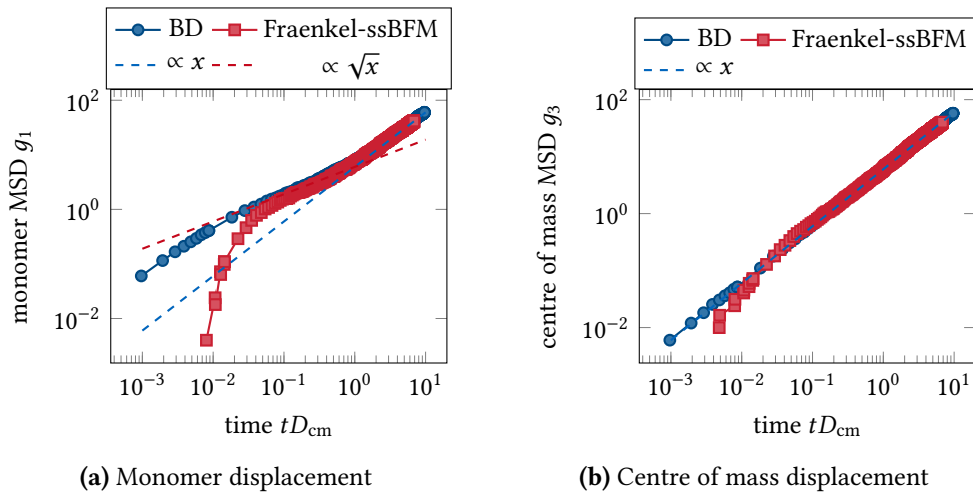 BD Fraenkel-ssBFM
∝ x ∝ √x
10² 10⁰ 10⁻²
monomer MSD g₁
10⁻³ 10⁻² 10⁻¹ 10⁰ 10¹
time tD_cm
(a) Monomer displacement
BD Fraenkel-ssBFM
∝ x
10² 10⁰ 10⁻²
centre of mass MSD g₃
10⁻³ 10⁻² 10⁻¹ 10⁰ 10¹
time tD_cm
(b) Centre of mass displacement